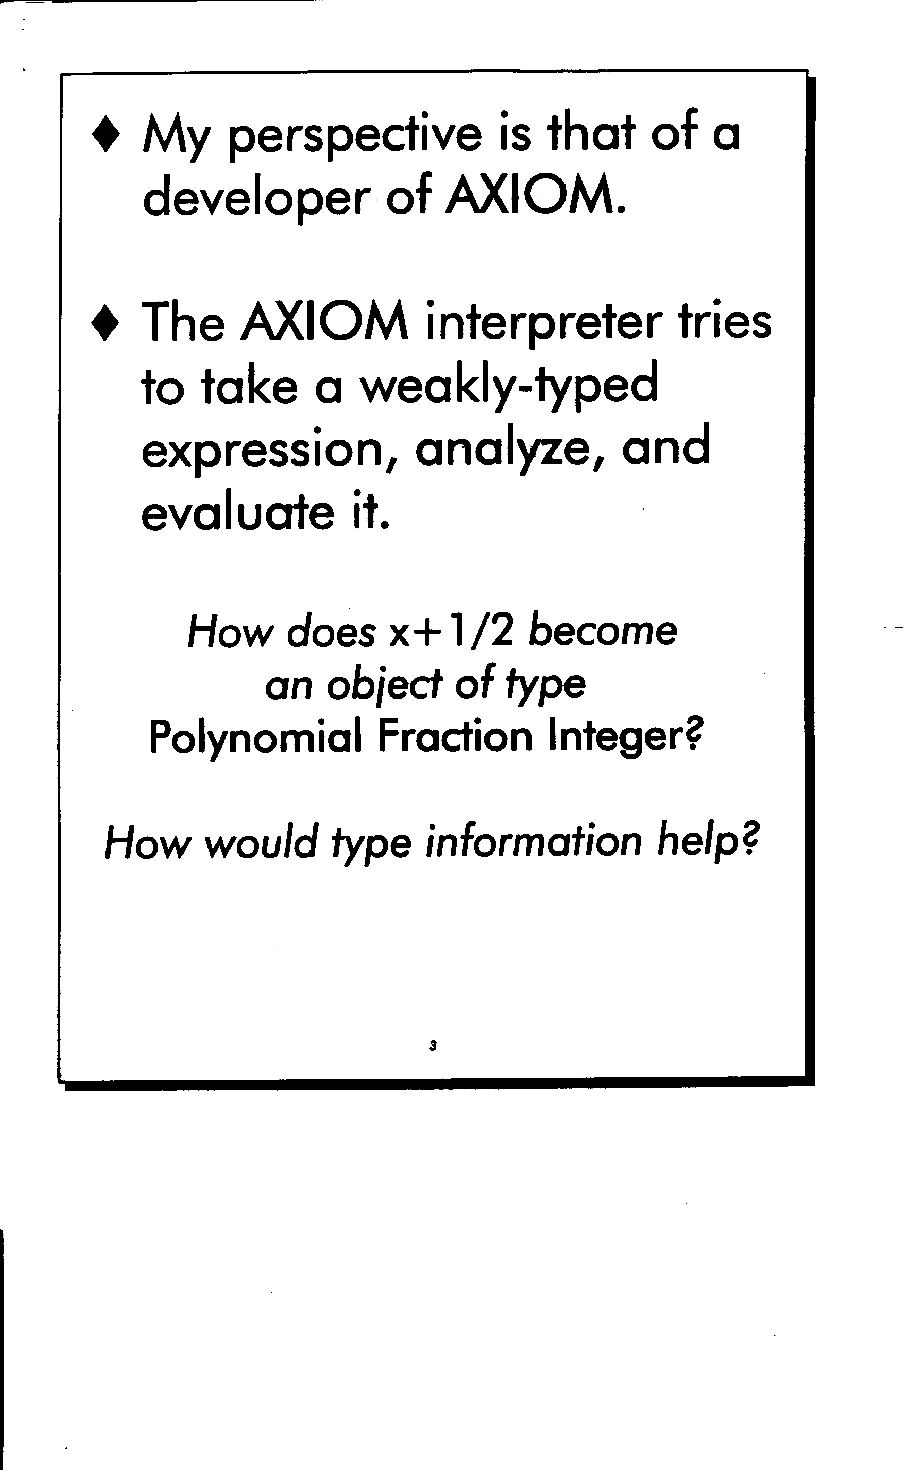 ♦ My perspective is that of a
developer of AXIOM.
♦ The AXIOM interpreter tries
to take a weakly-typed
expression, analyze, and
evaluate it.
How does x+1/2 become
an object of type
Polynomial Fraction Integer?
How would type information help?
3